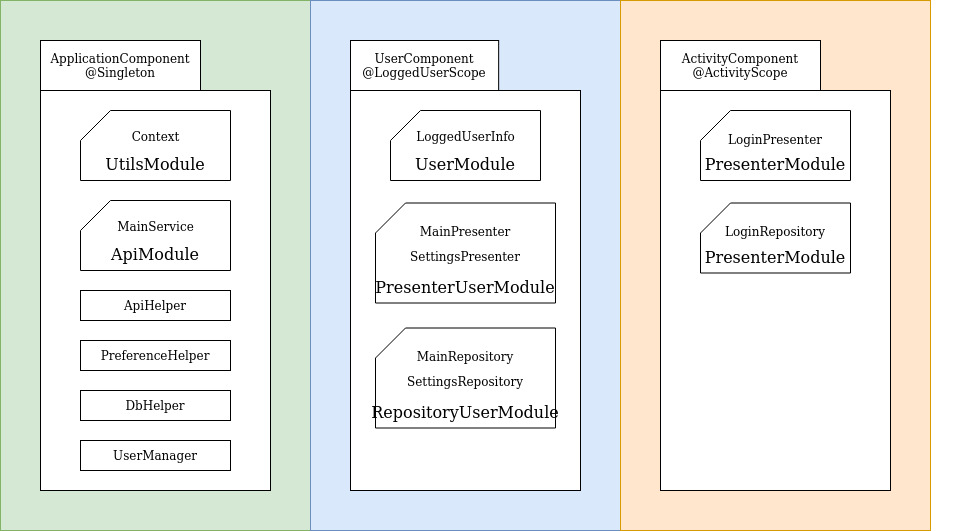 ApplicationComponent
@Singleton
Context
UtilsModule
MainService
ApiModule
ApiHelper
PreferenceHelper
DbHelper
UserManager
UserComponent
@LoggedUserScope
LoggedUserInfo
UserModule
MainPresenter
SettingsPresenter
PresenterUserModule
MainRepository
SettingsRepository
RepositoryUserModule
ActivityComponent
@ActivityScope
LoginPresenter
PresenterModule
LoginRepository
PresenterModule